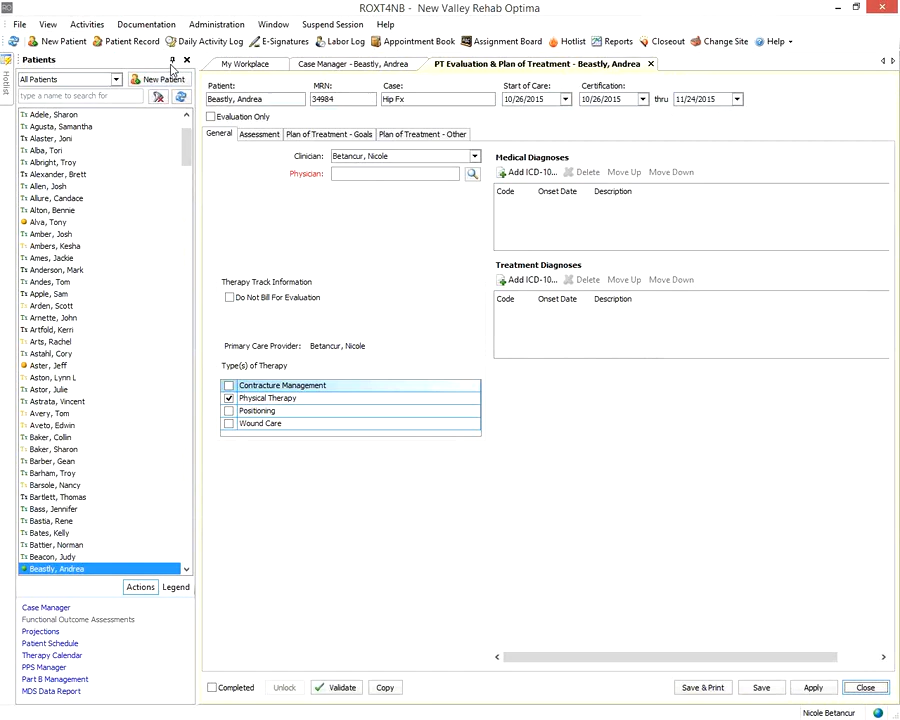 ROXT4NB - New Valley Rehab Optima
File View Activities Documentation Administration Window Suspend Session Help
New Patient Patient Record Daily Activity Log E-Signatures Labor Log Appointment Book Assignment Board Hotlist Reports Closeout Change Site Help
Hotlist
Patients
All Patients New Patient
type a name to search for
Adele, Sharon
Agusta, Samantha
Alaster, Joni
Alba, Tori
Albright, Troy
Alexander, Brett
Allen, Josh
Allure, Candace
Alton, Bennie
Alva, Tony
Amber, Josh
Ambers, Kesha
Ames, Jackie
Anderson, Mark
Andes, Tom
Apple, Sam
Arden, Scott
Arnette, John
Artfold, Kerri
Arts, Rachel
Astahl, Cory
Aster, Jeff
Aston, Lynn L
Astor, Julie
Astrata, Vincent
Avery, Tom
Aveto, Edwin
Baker, Collin
Baker, Sharon
Barber, Gean
Barham, Troy
Barsole, Nancy
Bartlett, Thomas
Bass, Jennifer
Bastia, Rene
Bates, Kelly
Battier, Norman
Beacon, Judy
Beastly, Andrea
Actions Legend
Case Manager
Functional Outcome Assessments
Projections
Patient Schedule
Therapy Calendar
PPS Manager
Part B Management
MDS Data Report
My Workplace Case Manager - Beastly, Andrea PT Evaluation & Plan of Treatment - Beastly, Andrea
Patient: MRN: Case: Start of Care: Certification:
Beastly, Andrea 34984 Hip Fx 10/26/2015 10/26/2015 thru 11/24/2015
Evaluation Only
General Assessment Plan of Treatment - Goals Plan of Treatment - Other
Clinician: Betancur, Nicole
Physician:
Therapy Track Information
Do Not Bill For Evaluation
Primary Care Provider: Betancur, Nicole
Type(s) of Therapy
Contracture Management
Physical Therapy
Positioning
Wound Care
Medical Diagnoses
Add ICD-10... Delete Move Up Move Down
Code Onset Date Description
Treatment Diagnoses
Add ICD-10... Delete Move Up Move Down
Code Onset Date Description
Completed Unlock Validate Copy Save & Print Save Apply Close
Nicole Betancur